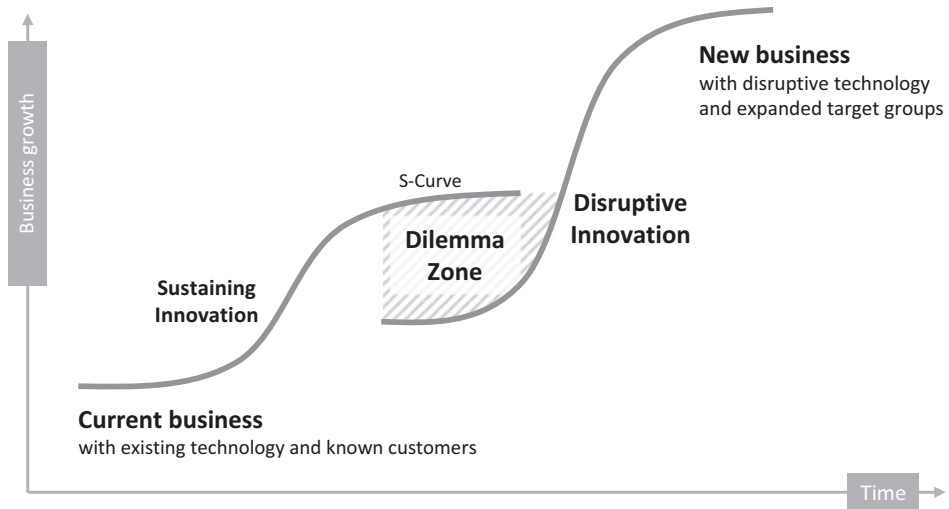 New business
with disruptive technology
and expanded target groups
Business growth
S-Curve
Disruptive
Innovation
Dilemma
Zone
Sustaining
Innovation
Current business
with existing technology and known customers
Time